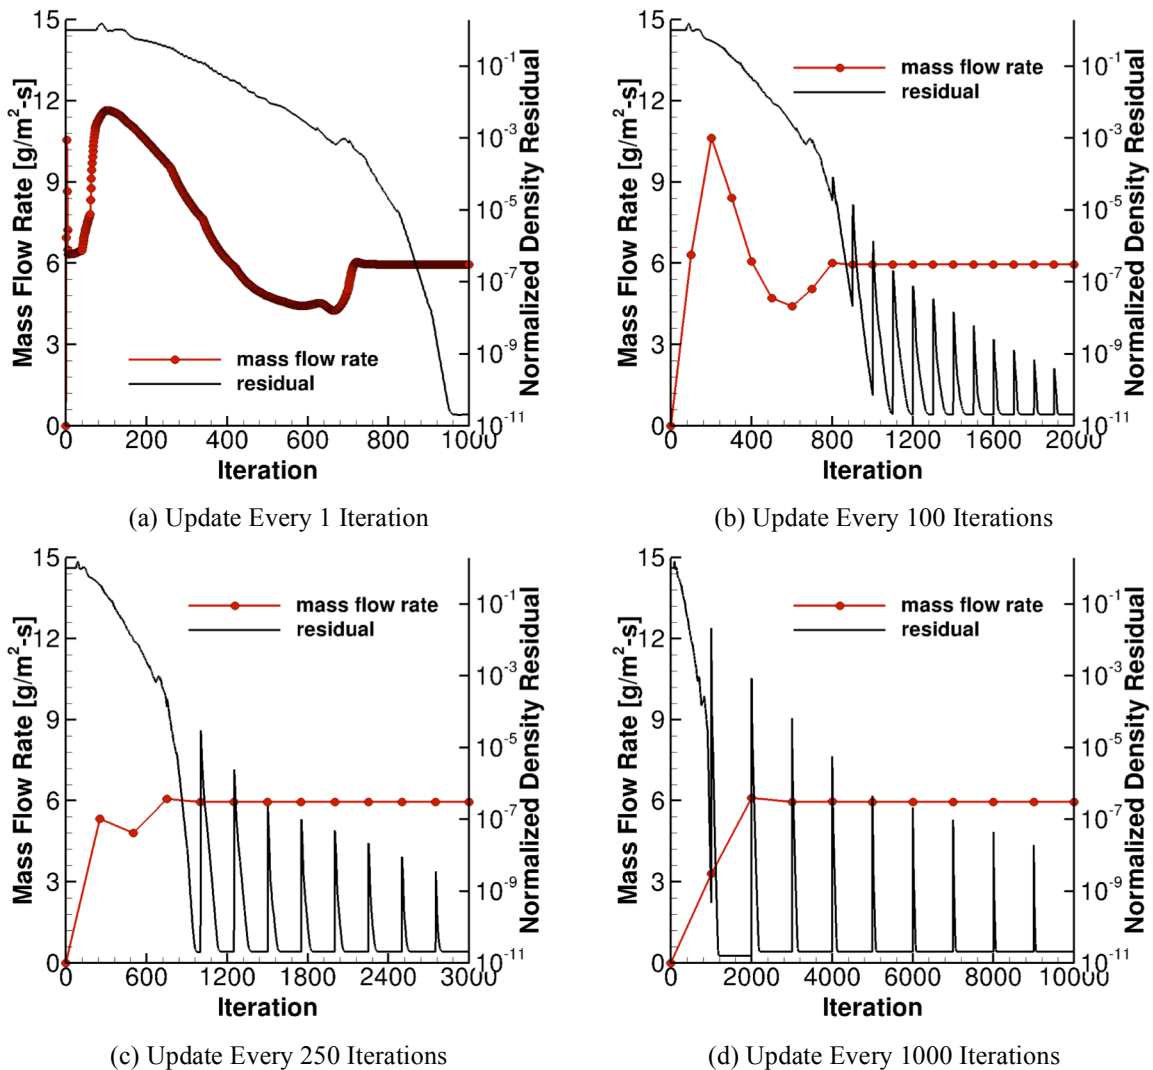 15
12
9
6
3
0
Mass Flow Rate [g/m²-s]
10⁻¹
10⁻³
10⁻⁵
10⁻⁷
10⁻⁹
10⁻¹¹
Normalized Density Residual
mass flow rate
residual
0 200 400 600 800 1000
Iteration
(a) Update Every 1 Iteration
15
12
9
6
3
0
Mass Flow Rate [g/m²-s]
10⁻¹
10⁻³
10⁻⁵
10⁻⁷
10⁻⁹
10⁻¹¹
Normalized Density Residual
mass flow rate
residual
0 400 800 1200 1600 2000
Iteration
(b) Update Every 100 Iterations
15
12
9
6
3
0
Mass Flow Rate [g/m²-s]
10⁻¹
10⁻³
10⁻⁵
10⁻⁷
10⁻⁹
10⁻¹¹
Normalized Density Residual
mass flow rate
residual
0 600 1200 1800 2400 3000
Iteration
(c) Update Every 250 Iterations
15
12
9
6
3
0
Mass Flow Rate [g/m²-s]
10⁻¹
10⁻³
10⁻⁵
10⁻⁷
10⁻⁹
10⁻¹¹
Normalized Density Residual
mass flow rate
residual
0 2000 4000 6000 8000 10000
Iteration
(d) Update Every 1000 Iterations